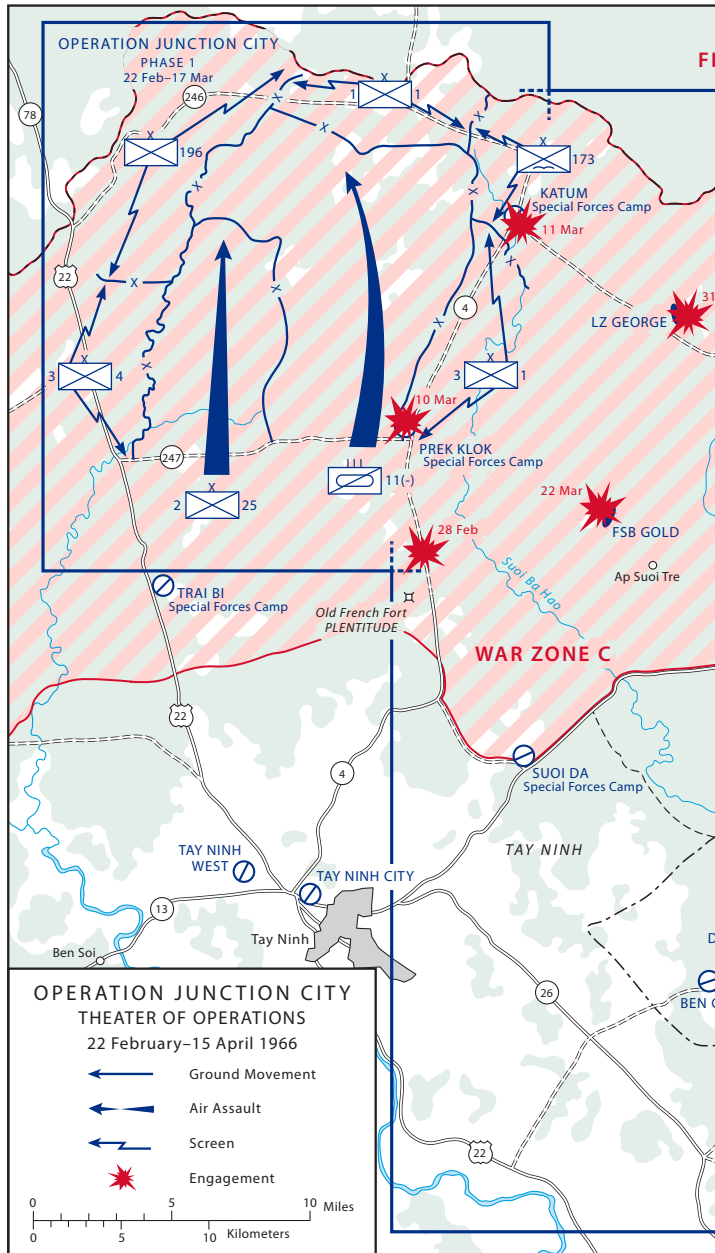 OPERATION JUNCTION CITY
PHASE 1
22 Feb–17 Mar
FI
78
246
X
1
1
X
196
X
173
X
X
X
X
X
X
X
X
X
KATUM
Special Forces Camp
11 Mar
22
4
31
LZ GEORGE
X
3
4
X
3
1
10 Mar
PREK KLOK
Special Forces Camp
247
III
11(-)
X
2
25
22 Mar
FSB GOLD
28 Feb
Suoi Ba Hao
Ap Suoi Tre
TRAI BI
Special Forces Camp
Old French Fort
PLENTITUDE
WAR ZONE C
22
4
SUOI DA
Special Forces Camp
TAY NINH
WEST
TAY NINH
TAY NINH CITY
13
Tay Ninh
Ben Soi
D
BEN C
26
22
OPERATION JUNCTION CITY
THEATER OF OPERATIONS
22 February–15 April 1966
Ground Movement
Air Assault
Screen
Engagement
0
5
10
Miles
0
5
10
Kilometers